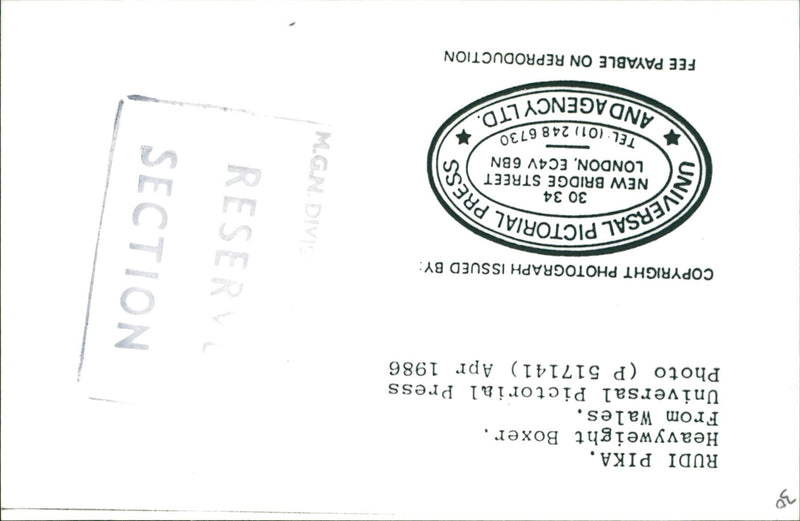 RUDI PIKA.
Heavyweight Boxer.
From Wales.
Universal Pictorial Press
Photo (P 517141) Apr 1986
COPYRIGHT PHOTOGRAPH ISSUED BY:
UNIVERSAL PICTORIAL PRESS
30 34
NEW BRIDGE STREET
LONDON, EC4V 6BN
TEL: (01) 248 6730
AND AGENCY LTD.
FEE PAYABLE ON REPRODUCTION
M.G.N.
RESERV
SECTION